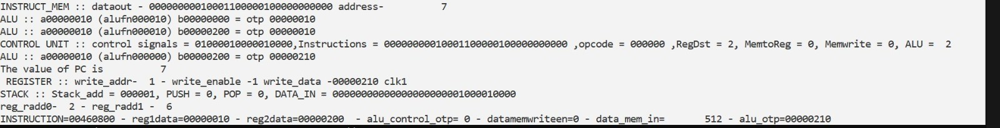 INSTRUCT_MEM :: dataout - 00000000010001100000100000000000 address-          7
ALU :: a00000010 (alufn000010) b00000000 = otp 00000010
ALU :: a00000010 (alufn000010) b00000200 = otp 00000010
CONTROL UNIT :: control signals = 01000010000010000,Instructions = 00000000010001100000100000000000 ,opcode = 000000 ,RegDst = 2, MemtoReg = 0, Memwrite = 0, ALU =  2
ALU :: a00000010 (alufn000000) b00000200 = otp 00000210
The value of PC is          7
 REGISTER :: write_addr-  1 - write_enable -1 write_data -00000210 clk1
STACK :: Stack_add = 000001, PUSH = 0, POP = 0, DATA_IN = 00000000000000000000001000010000
reg_radd0-  2 - reg_radd1 -  6
INSTRUCTION=00460800 - reg1data=00000010 - reg2data=00000200  - alu_control_otp= 0 - datamemwriteen=0 - data_mem_in=       512 - alu_otp=00000210